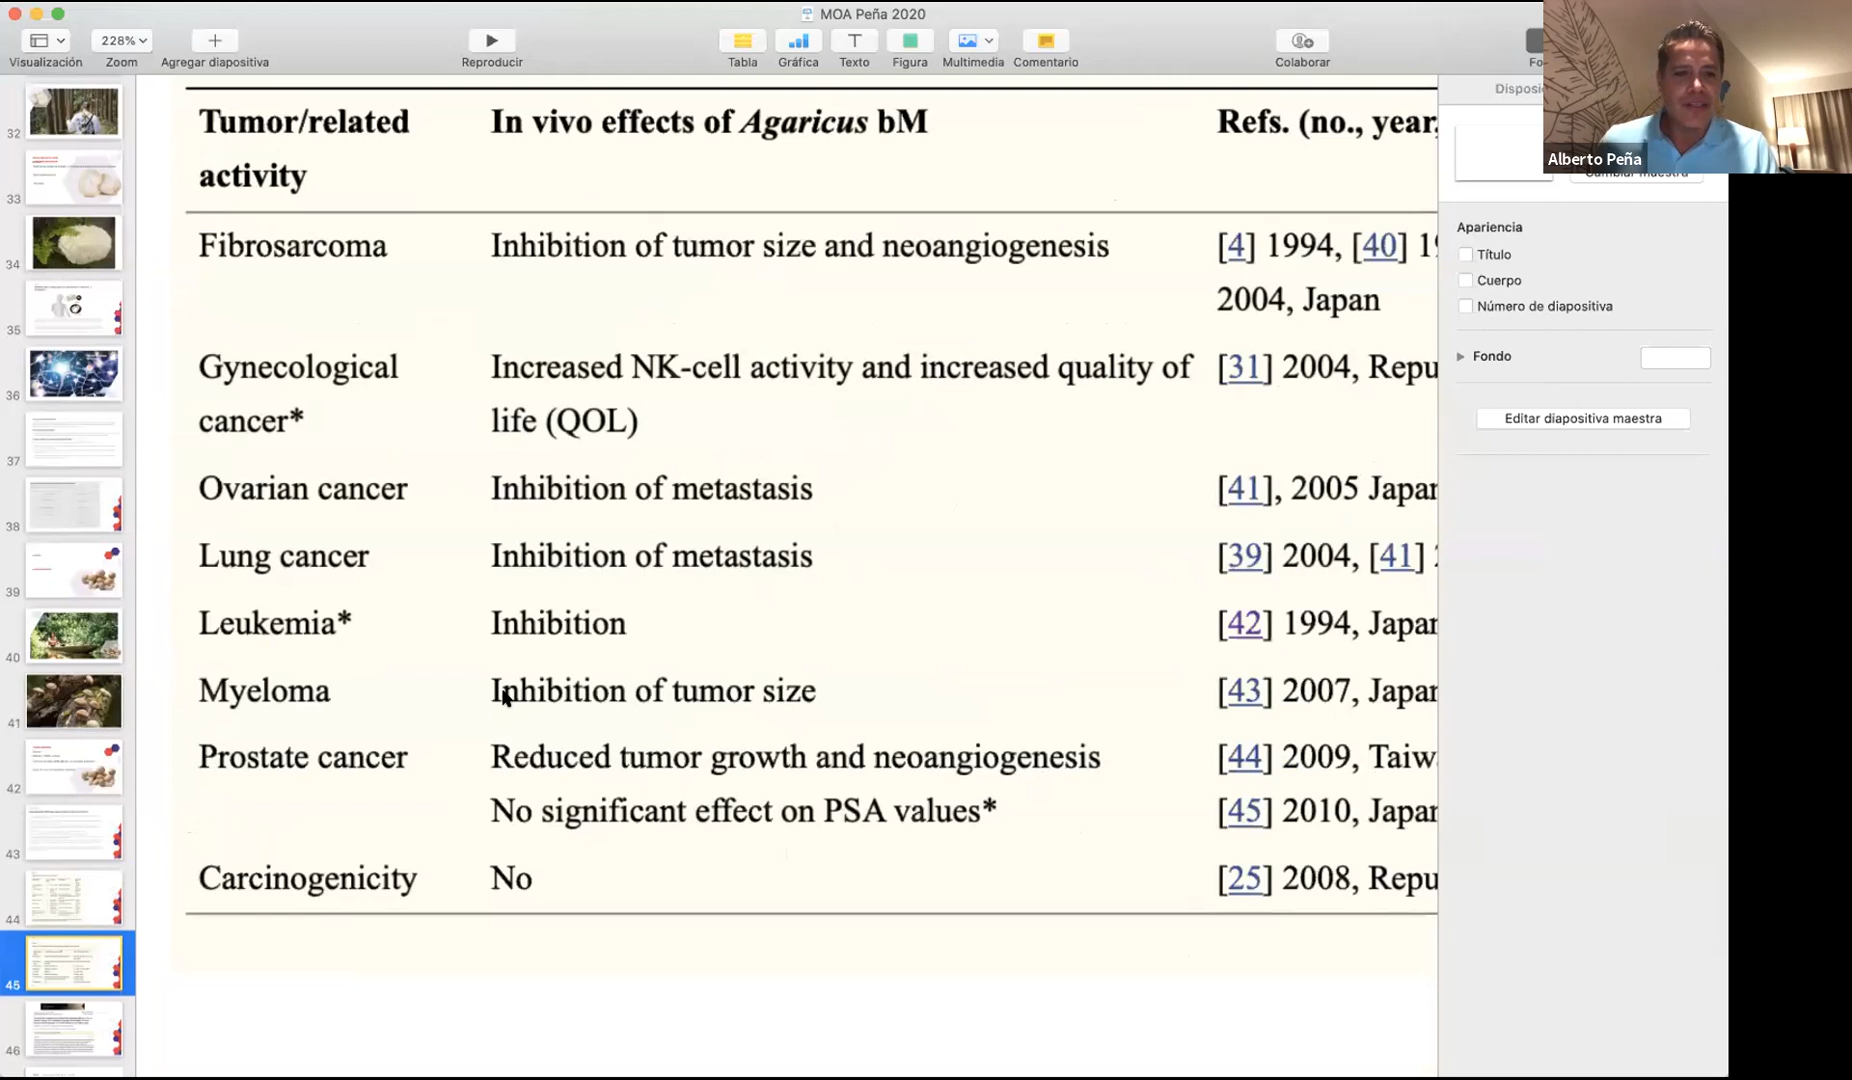 MOA Peña 2020
228%
Visualización
Zoom
Agregar diapositiva
Reproducir
Tabla
Gráfica
Texto
Figura
Multimedia
Comentario
Colaborar
Alberto Peña
Tumor/related activity
In vivo effects of Agaricus bM
Refs. (no., year,
Fibrosarcoma
Inhibition of tumor size and neoangiogenesis
[4] 1994, [40]
2004, Japan
Gynecological cancer*
Increased NK-cell activity and increased quality of
life (QOL)
[31] 2004, Repu
Ovarian cancer
Inhibition of metastasis
[41], 2005 Japan
Lung cancer
Inhibition of metastasis
[39] 2004, [41]
Leukemia*
Inhibition
[42] 1994, Japan
Myeloma
Inhibition of tumor size
[43] 2007, Japan
Prostate cancer
Reduced tumor growth and neoangiogenesis
[44] 2009, Taiw
No significant effect on PSA values*
[45] 2010, Japan
Carcinogenicity
No
[25] 2008, Repu
Apariencia
Título
Cuerpo
Número de diapositiva
Fondo
Editar diapositiva maestra
32
33
34
35
36
37
38
39
40
41
42
43
44
45
46